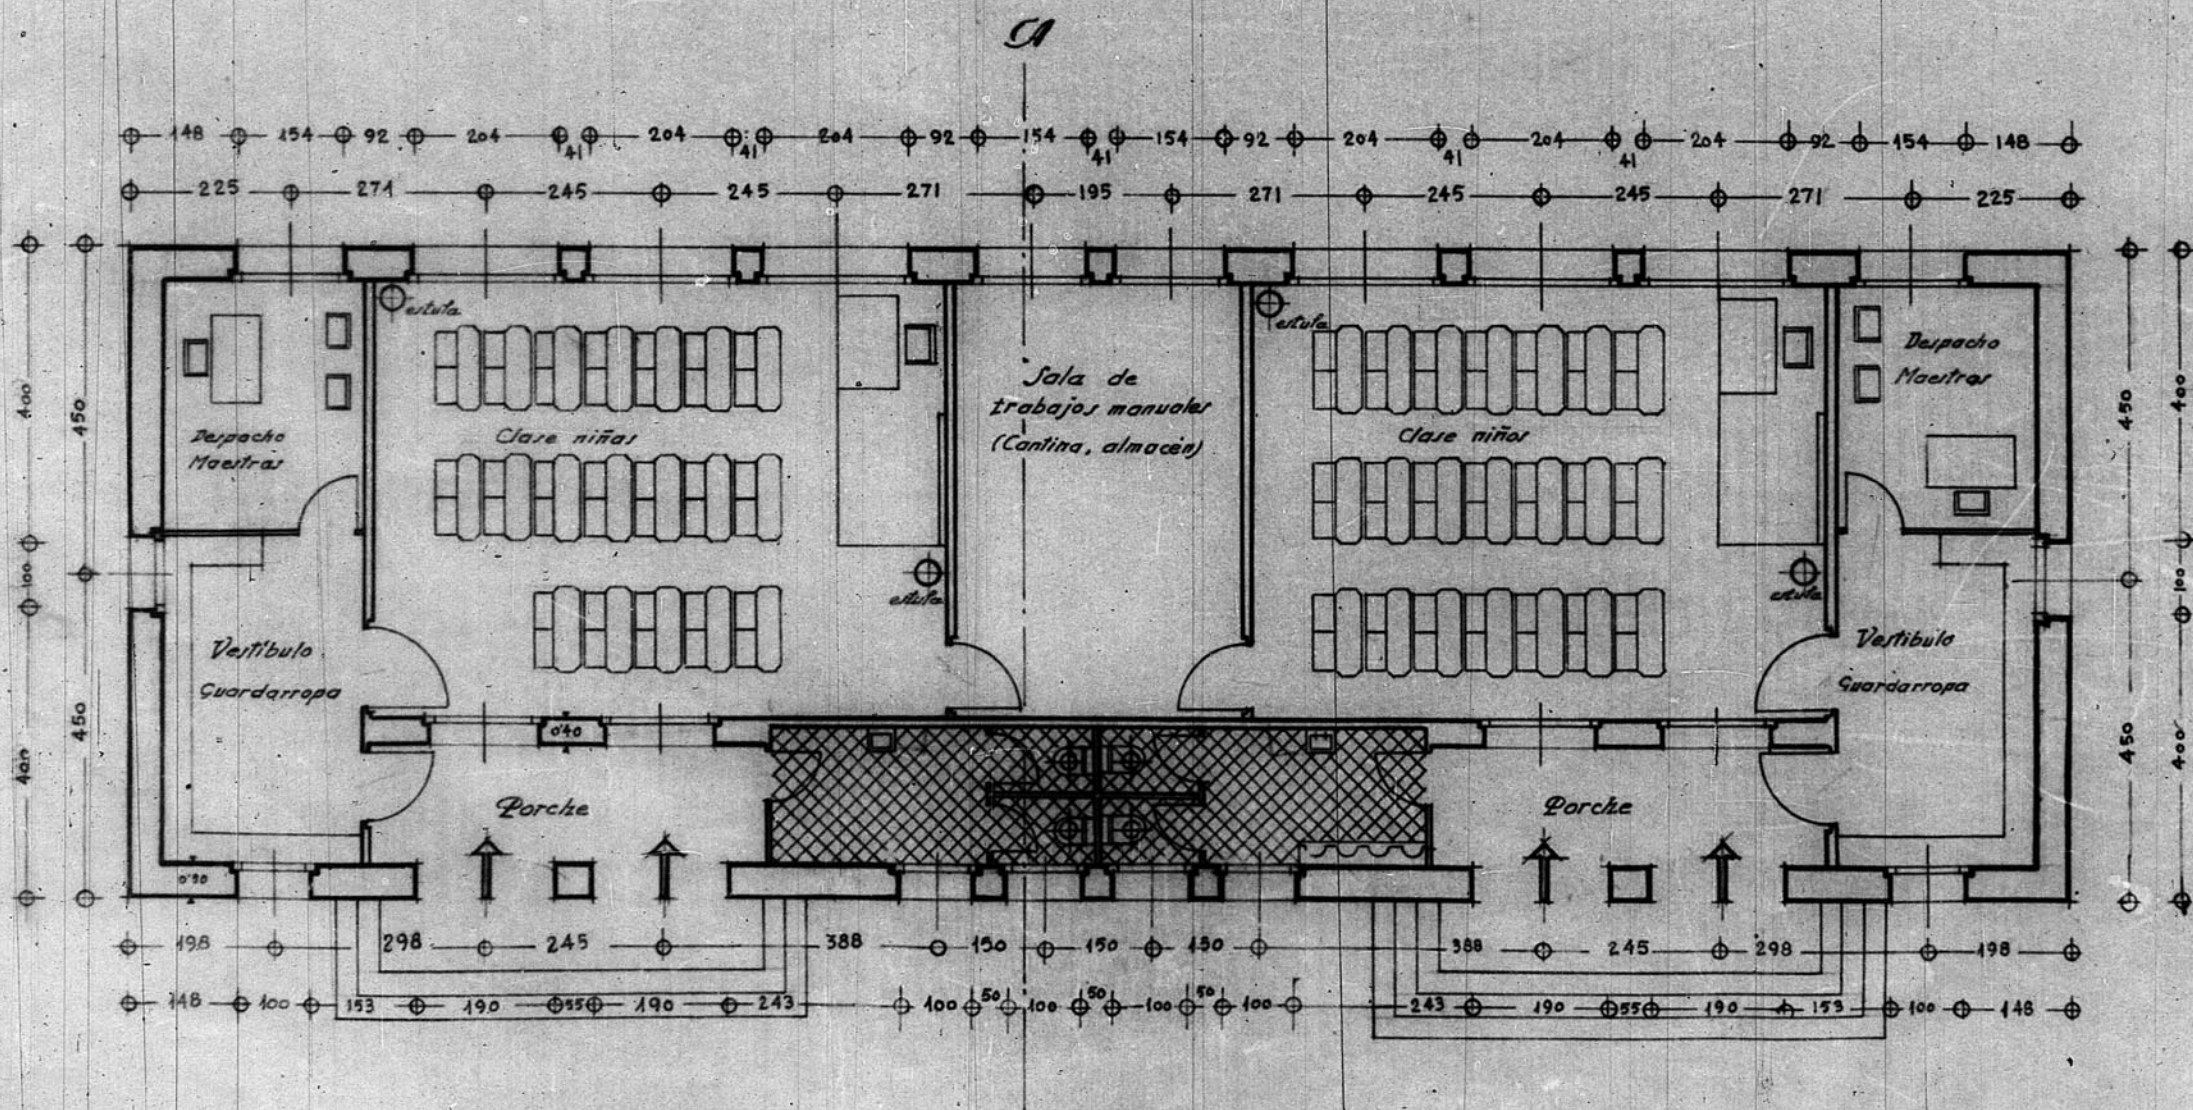 A
148 154 92 204 41 204 41 204 92 154 41 154 92 204 41 204 41 204 92 154 148
225 271 245 245 271 195 271 245 245 271 225
400 100 400
450 450
estufa
estufa
estufa
estufa
Despacho
Maestras
Clase niñas
Sala de
trabajos manuales
(Cantina, almacén)
Clase niños
Despacho
Maestros
Vestíbulo
Guardarropa
Vestíbulo
Guardarropa
0'40
0'50
Porche
Porche
450 450
400 100 400
198 298 245 388 150 150 150 388 245 298 198
148 100 153 190 55 190 243 100 50 100 50 100 50 100 243 190 55 190 153 100 148